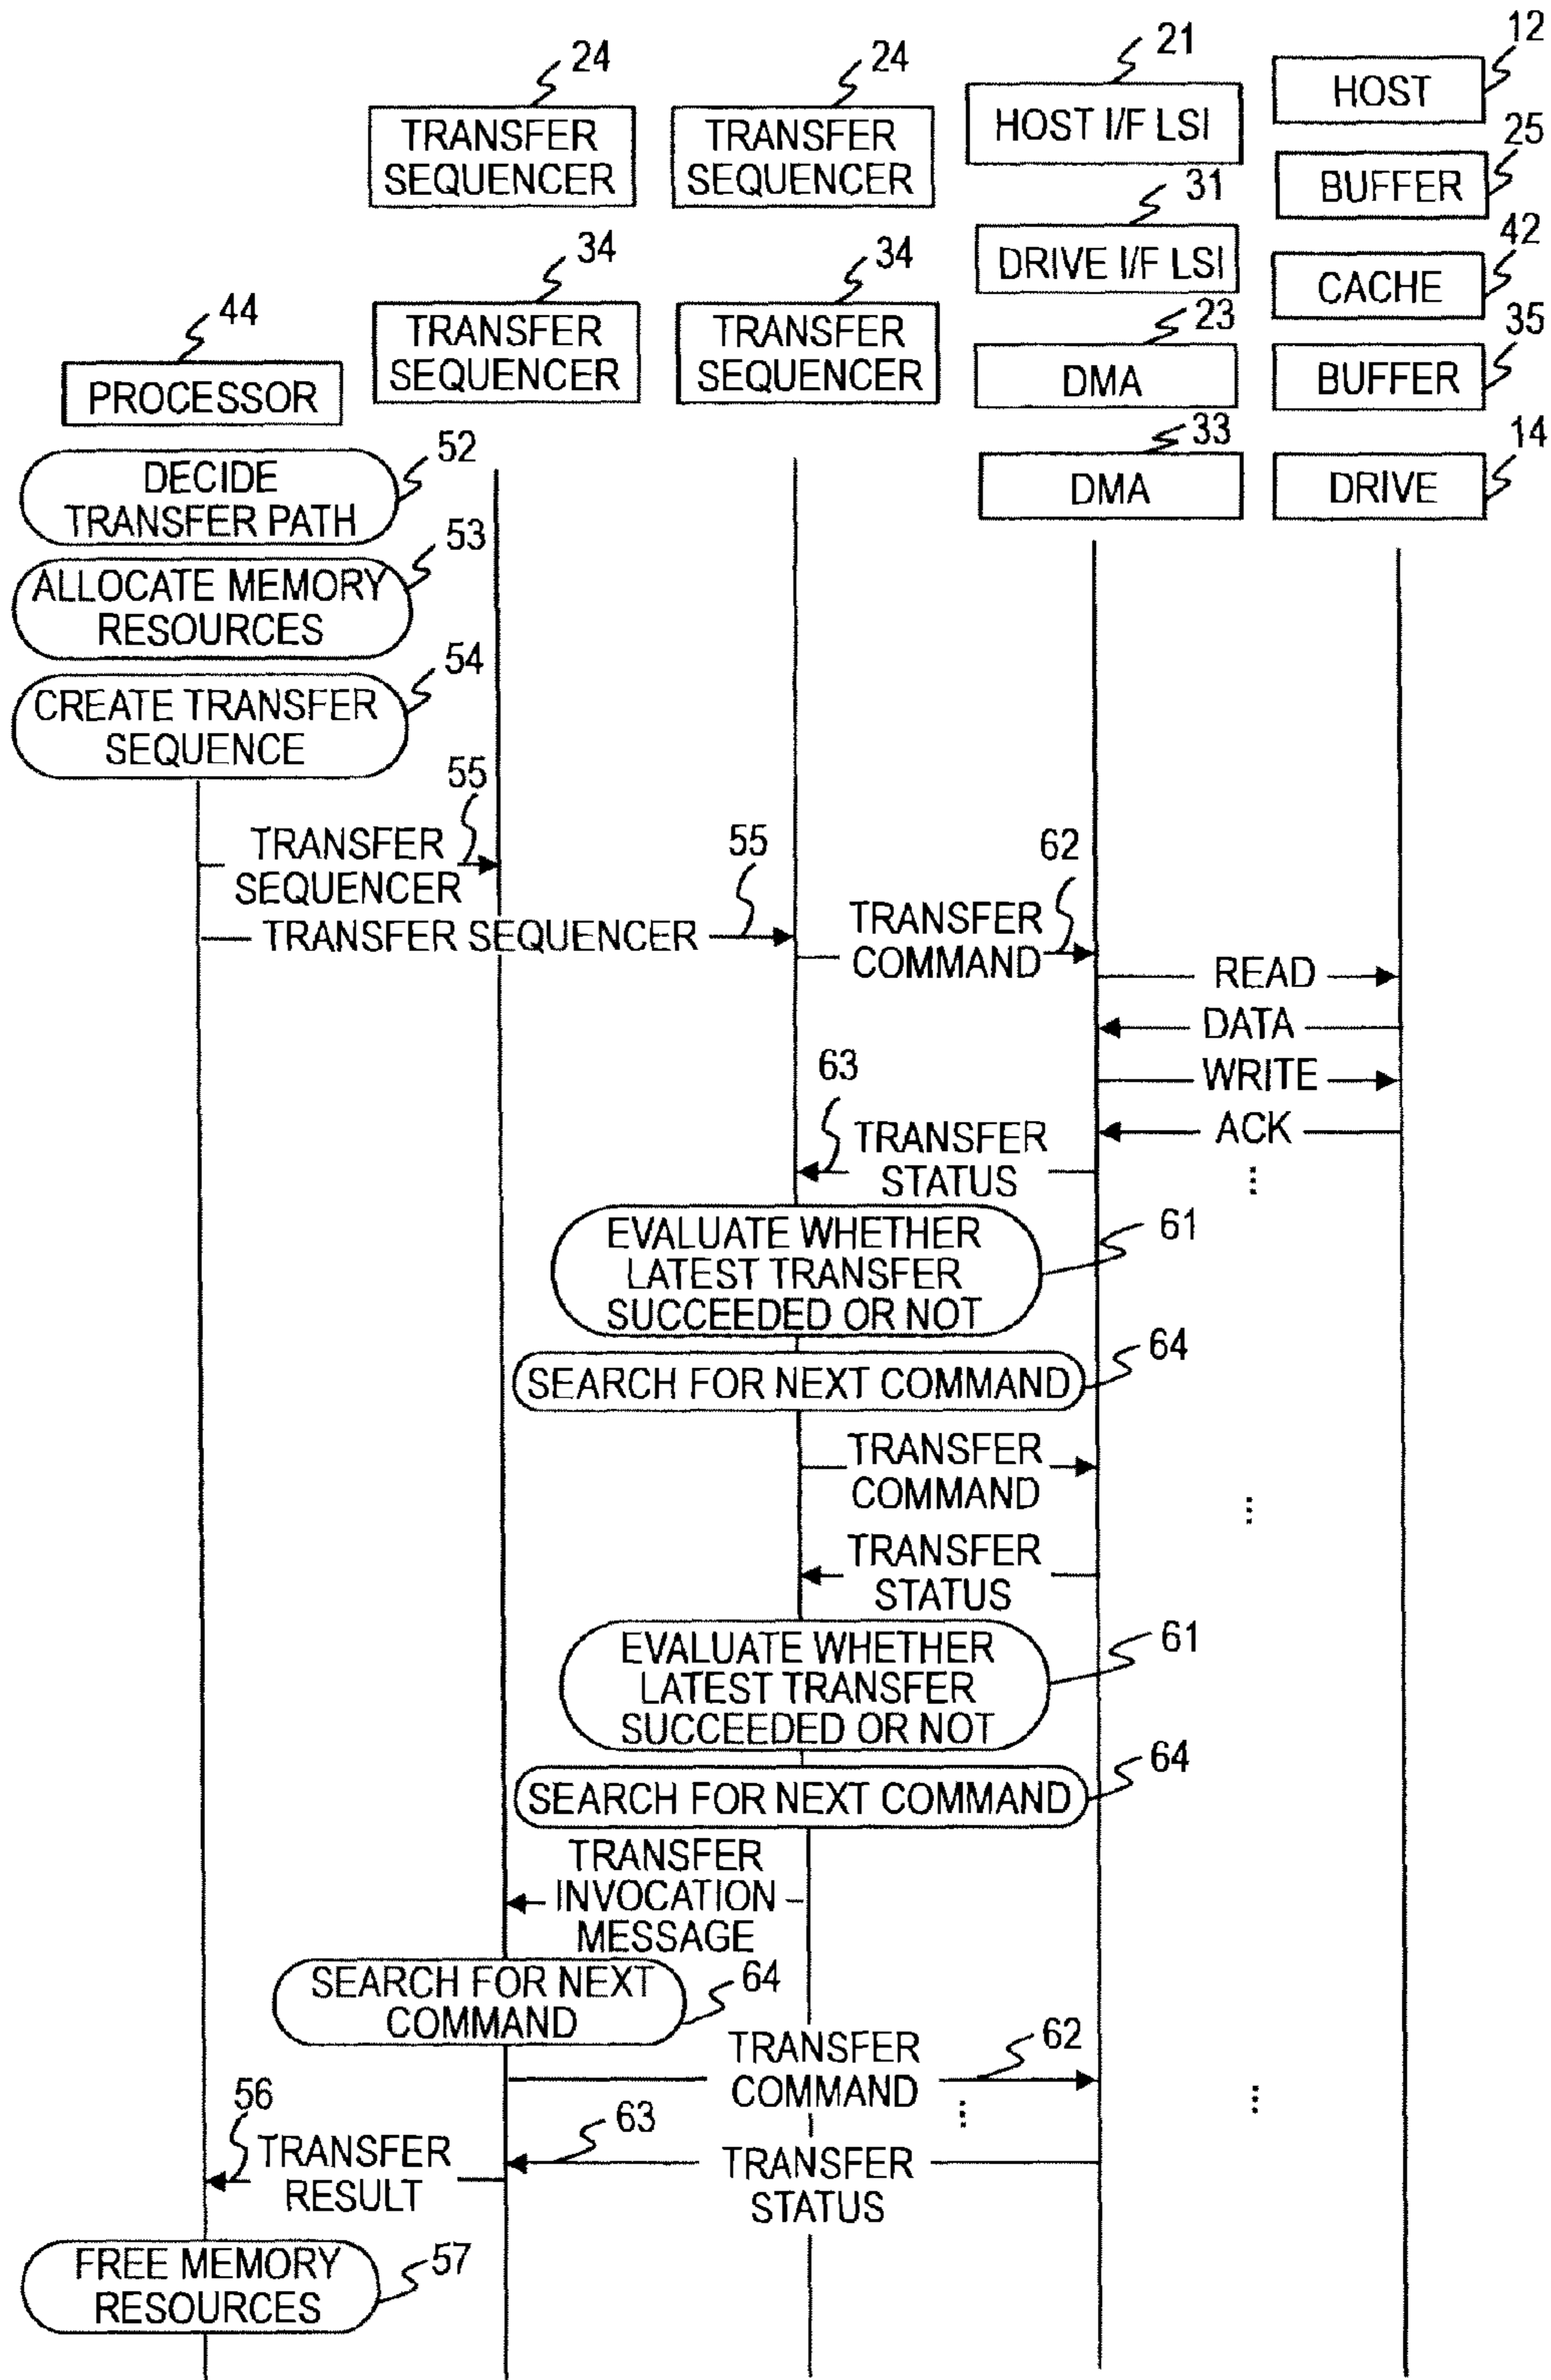 12
HOST
21
HOST I/F LSI
24
TRANSFER
SEQUENCER
24
TRANSFER
SEQUENCER
25
BUFFER
31
DRIVE I/F LSI
42
CACHE
34
TRANSFER
SEQUENCER
34
TRANSFER
SEQUENCER
23
DMA
35
BUFFER
44
PROCESSOR
33
DMA
14
DRIVE
52
DECIDE
TRANSFER PATH
53
ALLOCATE MEMORY
RESOURCES
54
CREATE TRANSFER
SEQUENCE
55
TRANSFER
SEQUENCER
55
TRANSFER SEQUENCER
62
TRANSFER
COMMAND
READ
DATA
WRITE
ACK
63
TRANSFER
STATUS
...
EVALUATE WHETHER
LATEST TRANSFER
SUCCEEDED OR NOT
61
SEARCH FOR NEXT COMMAND
64
TRANSFER
COMMAND
...
TRANSFER
STATUS
EVALUATE WHETHER
LATEST TRANSFER
SUCCEEDED OR NOT
61
SEARCH FOR NEXT COMMAND
64
TRANSFER
INVOCATION
MESSAGE
SEARCH FOR NEXT
COMMAND
64
TRANSFER
COMMAND
62
...
...
56
TRANSFER
RESULT
63
TRANSFER
STATUS
FREE MEMORY
RESOURCES
57